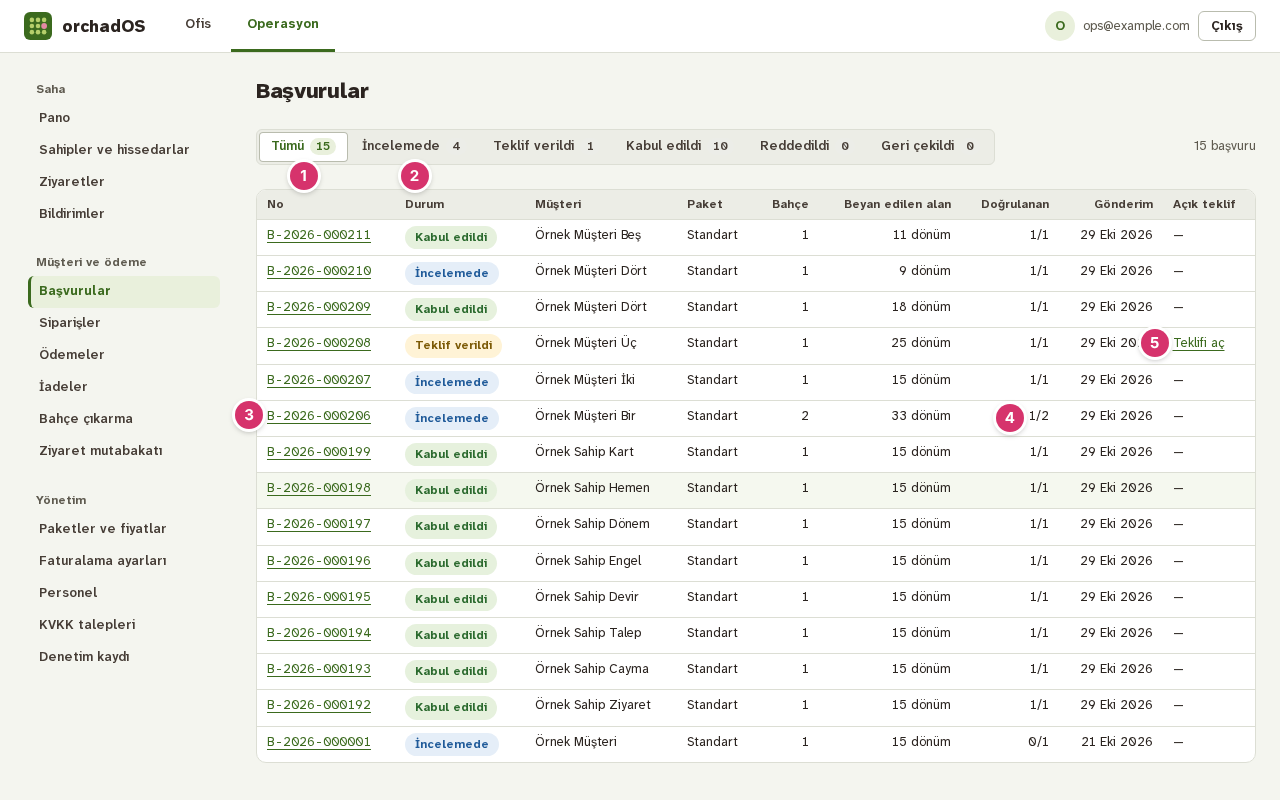 orchadOS Ofis Operasyon O ops@example.com Çıkış
Saha
Pano
Sahipler ve hissedarlar
Ziyaretler
Bildirimler
Müşteri ve ödeme
Başvurular
Siparişler
Ödemeler
İadeler
Bahçe çıkarma
Ziyaret mutabakatı
Yönetim
Paketler ve fiyatlar
Faturalama ayarları
Personel
KVKK talepleri
Denetim kaydı
Başvurular
Tümü 15 İncelemede 4 Teklif verildi 1 Kabul edildi 10 Reddedildi 0 Geri çekildi 0 15 başvuru
1 2
No Durum Müşteri Paket Bahçe Beyan edilen alan Doğrulanan Gönderim Açık teklif
B-2026-000211 Kabul edildi Örnek Müşteri Beş Standart 1 11 dönüm 1/1 29 Eki 2026 —
B-2026-000210 İncelemede Örnek Müşteri Dört Standart 1 9 dönüm 1/1 29 Eki 2026 —
B-2026-000209 Kabul edildi Örnek Müşteri Dört Standart 1 18 dönüm 1/1 29 Eki 2026 —
B-2026-000208 Teklif verildi Örnek Müşteri Üç Standart 1 25 dönüm 1/1 29 Eki 20 5 Teklifi aç
B-2026-000207 İncelemede Örnek Müşteri İki Standart 1 15 dönüm 1/1 29 Eki 2026 —
3 B-2026-000206 İncelemede Örnek Müşteri Bir Standart 2 33 dönüm 4 1/2 29 Eki 2026 —
B-2026-000199 Kabul edildi Örnek Sahip Kart Standart 1 15 dönüm 1/1 29 Eki 2026 —
B-2026-000198 Kabul edildi Örnek Sahip Hemen Standart 1 15 dönüm 1/1 29 Eki 2026 —
B-2026-000197 Kabul edildi Örnek Sahip Dönem Standart 1 15 dönüm 1/1 29 Eki 2026 —
B-2026-000196 Kabul edildi Örnek Sahip Engel Standart 1 15 dönüm 1/1 29 Eki 2026 —
B-2026-000195 Kabul edildi Örnek Sahip Devir Standart 1 15 dönüm 1/1 29 Eki 2026 —
B-2026-000194 Kabul edildi Örnek Sahip Talep Standart 1 15 dönüm 1/1 29 Eki 2026 —
B-2026-000193 Kabul edildi Örnek Sahip Cayma Standart 1 15 dönüm 1/1 29 Eki 2026 —
B-2026-000192 Kabul edildi Örnek Sahip Ziyaret Standart 1 15 dönüm 1/1 29 Eki 2026 —
B-2026-000001 İncelemede Örnek Müşteri Standart 1 15 dönüm 0/1 21 Eki 2026 —